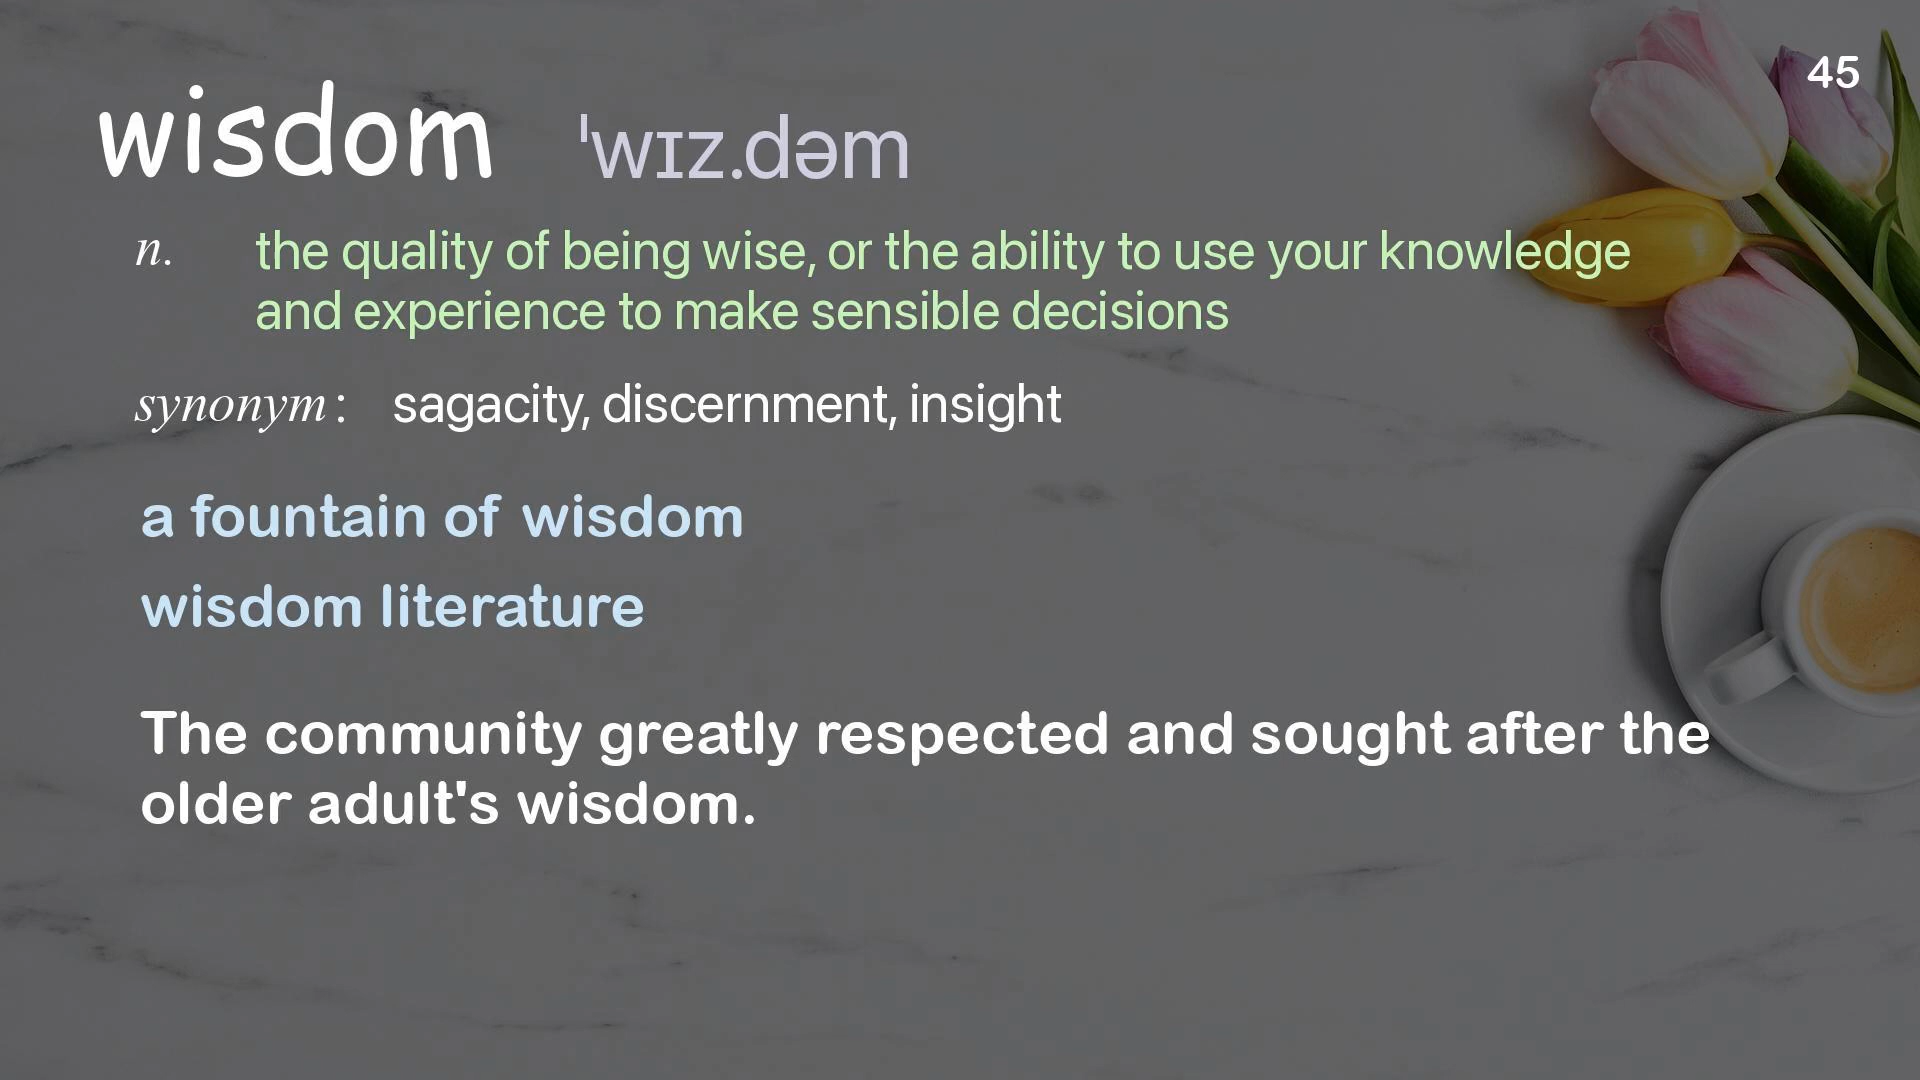 45
wisdom ˈwɪz.dəm
n. the quality of being wise, or the ability to use your knowledge
and experience to make sensible decisions
synonym: sagacity, discernment, insight
a fountain of wisdom
wisdom literature
The community greatly respected and sought after the
older adult's wisdom.